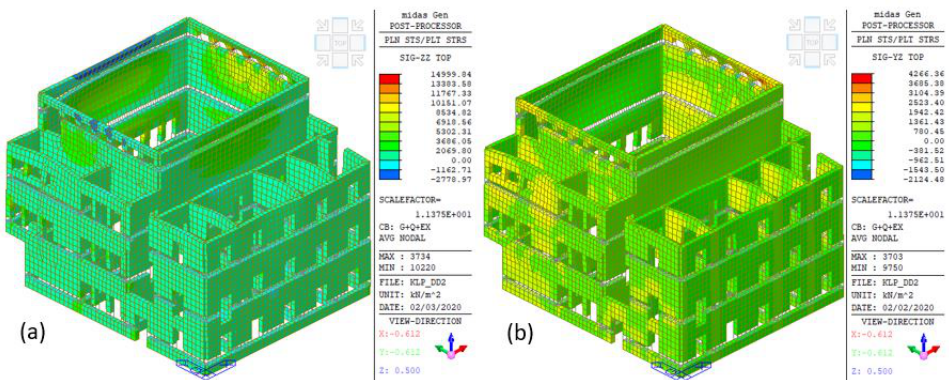 midas Gen
POST-PROCESSOR
PLN STS/PLT STRS
SIG-ZZ TOP
14999.84
13383.58
11767.33
10151.07
8534.82
6918.56
5302.31
3686.05
2069.80
0.00
-1162.71
-2778.97
SCALEFACTOR=
1.1375E+001
CB: G+Q+EX
AVG NODAL
MAX : 3734
MIN : 10220
FILE: KLP_DD2
UNIT: kN/m^2
DATE: 02/03/2020
VIEW-DIRECTION
X:-0.612
Y:-0.612
Z: 0.500
TOP
(a)
midas Gen
POST-PROCESSOR
PLN STS/PLT STRS
SIG-YZ TOP
4266.36
3685.38
3104.39
2523.40
1942.42
1361.43
780.45
0.00
-381.52
-962.51
-1543.50
-2124.48
SCALEFACTOR=
1.1375E+001
CB: G+Q+EX
AVG NODAL
MAX : 3703
MIN : 9750
FILE: KLP_DD2
UNIT: kN/m^2
DATE: 02/02/2020
VIEW-DIRECTION
X:-0.612
Y:-0.612
Z: 0.500
TOP
(b)